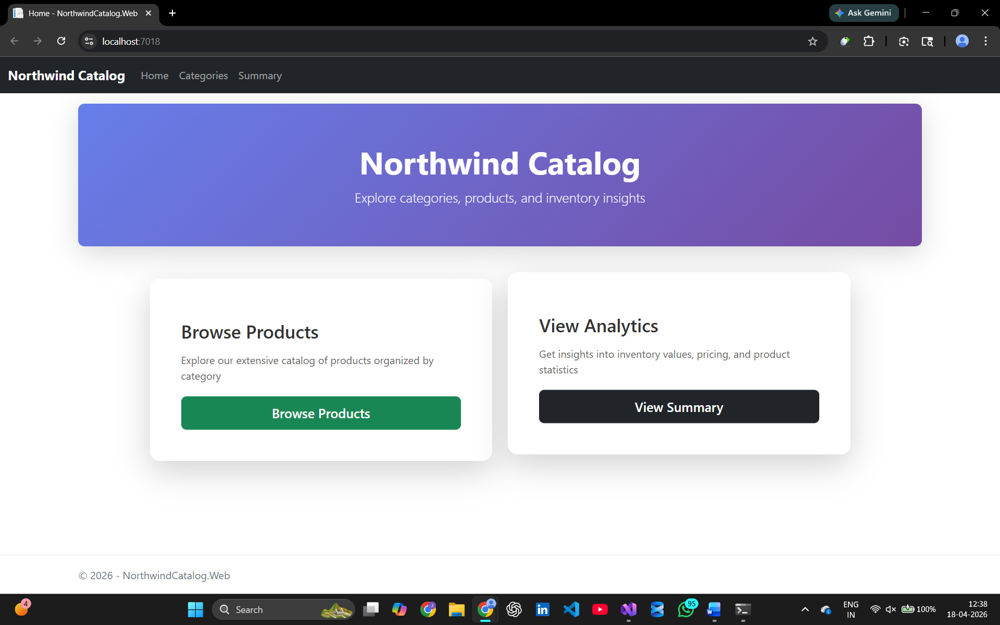 Home - NorthwindCatalog.Web
Ask Gemini
localhost:7018
Northwind Catalog
Home
Categories
Summary
Northwind Catalog
Explore categories, products, and inventory insights
Browse Products
Explore our extensive catalog of products organized by
category
Browse Products
View Analytics
Get insights into inventory values, pricing, and product
statistics
View Summary
© 2026 - NorthwindCatalog.Web
4
Search
95
ENG
IN
100%
12:38
18-04-2026